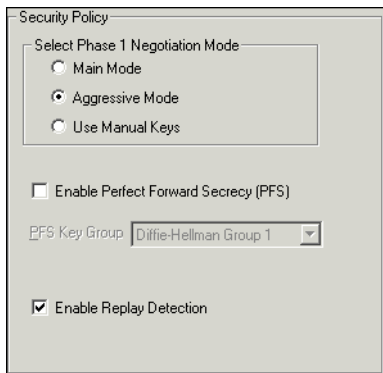 Security Policy
Select Phase 1 Negotiation Mode
Main Mode
Aggressive Mode
Use Manual Keys
Enable Perfect Forward Secrecy (PFS)
PFS Key Group Diffie-Hellman Group 1
Enable Replay Detection